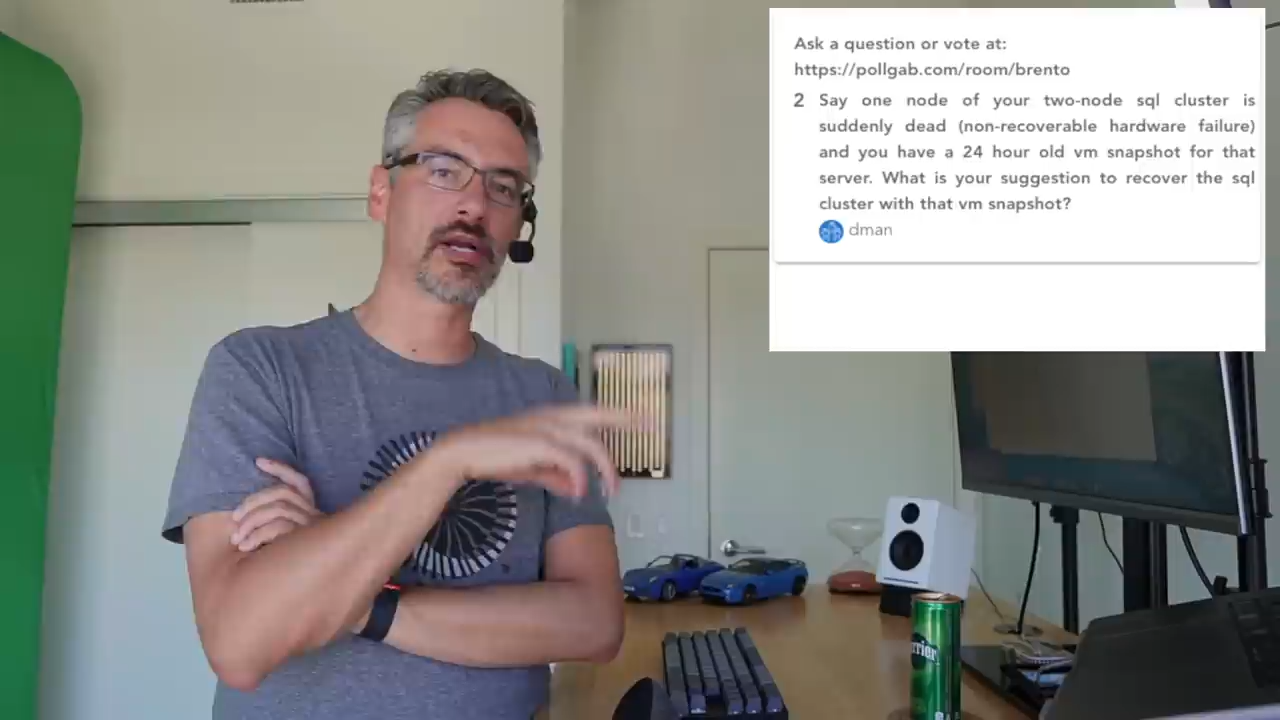 Ask a question or vote at:
https://pollgab.com/room/brento
2 Say one node of your two-node sql cluster is
suddenly dead (non-recoverable hardware failure)
and you have a 24 hour old vm snapshot for that
server. What is your suggestion to recover the sql
cluster with that vm snapshot?
dman
rrier